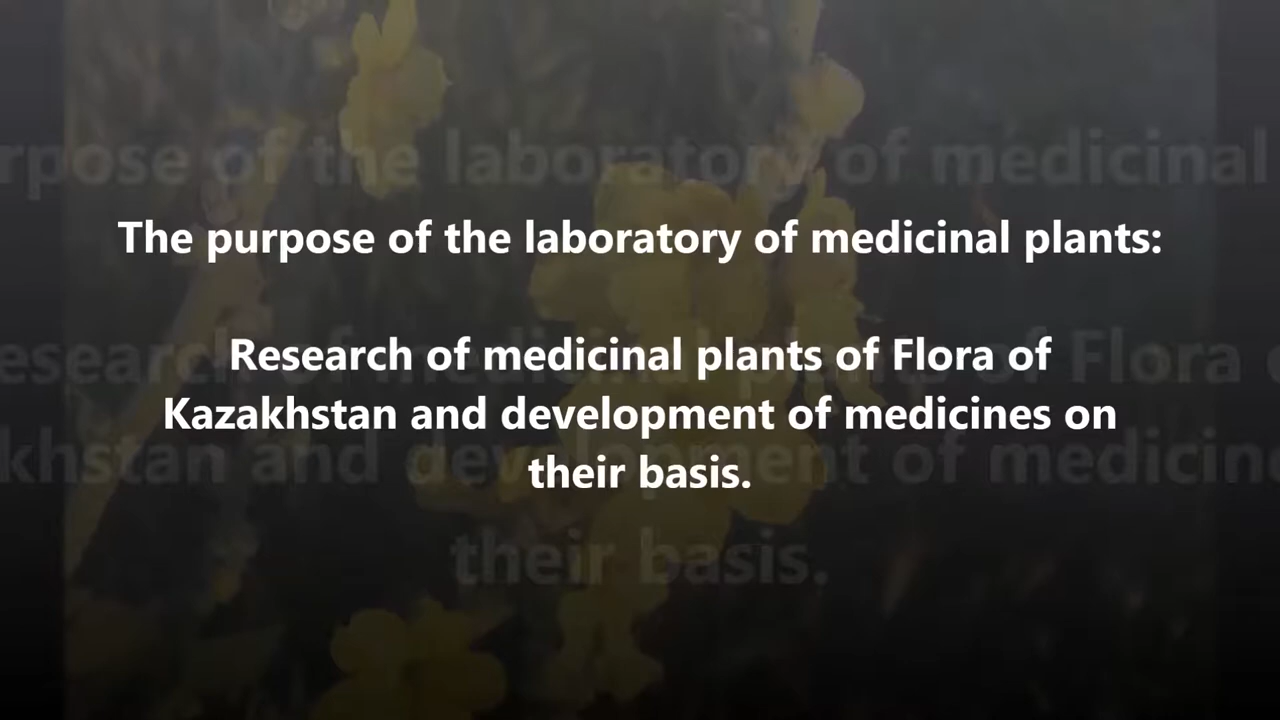 The purpose of the laboratory of medicinal plants:
Research of medicinal plants of Flora of
Kazakhstan and development of medicines on
their basis.